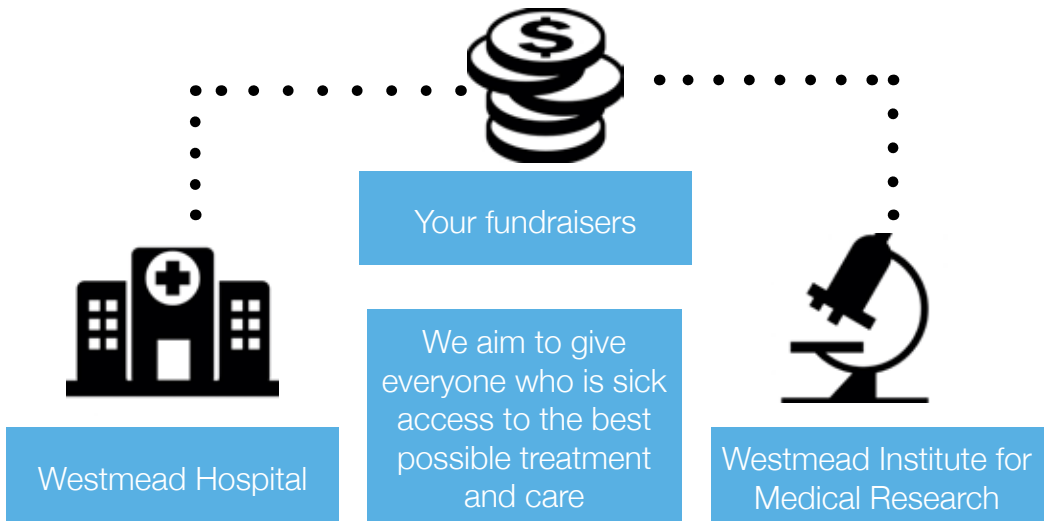 $
Your fundraisers
We aim to give
everyone who is sick
access to the best
possible treatment
and care
Westmead Hospital
Westmead Institute for
Medical Research